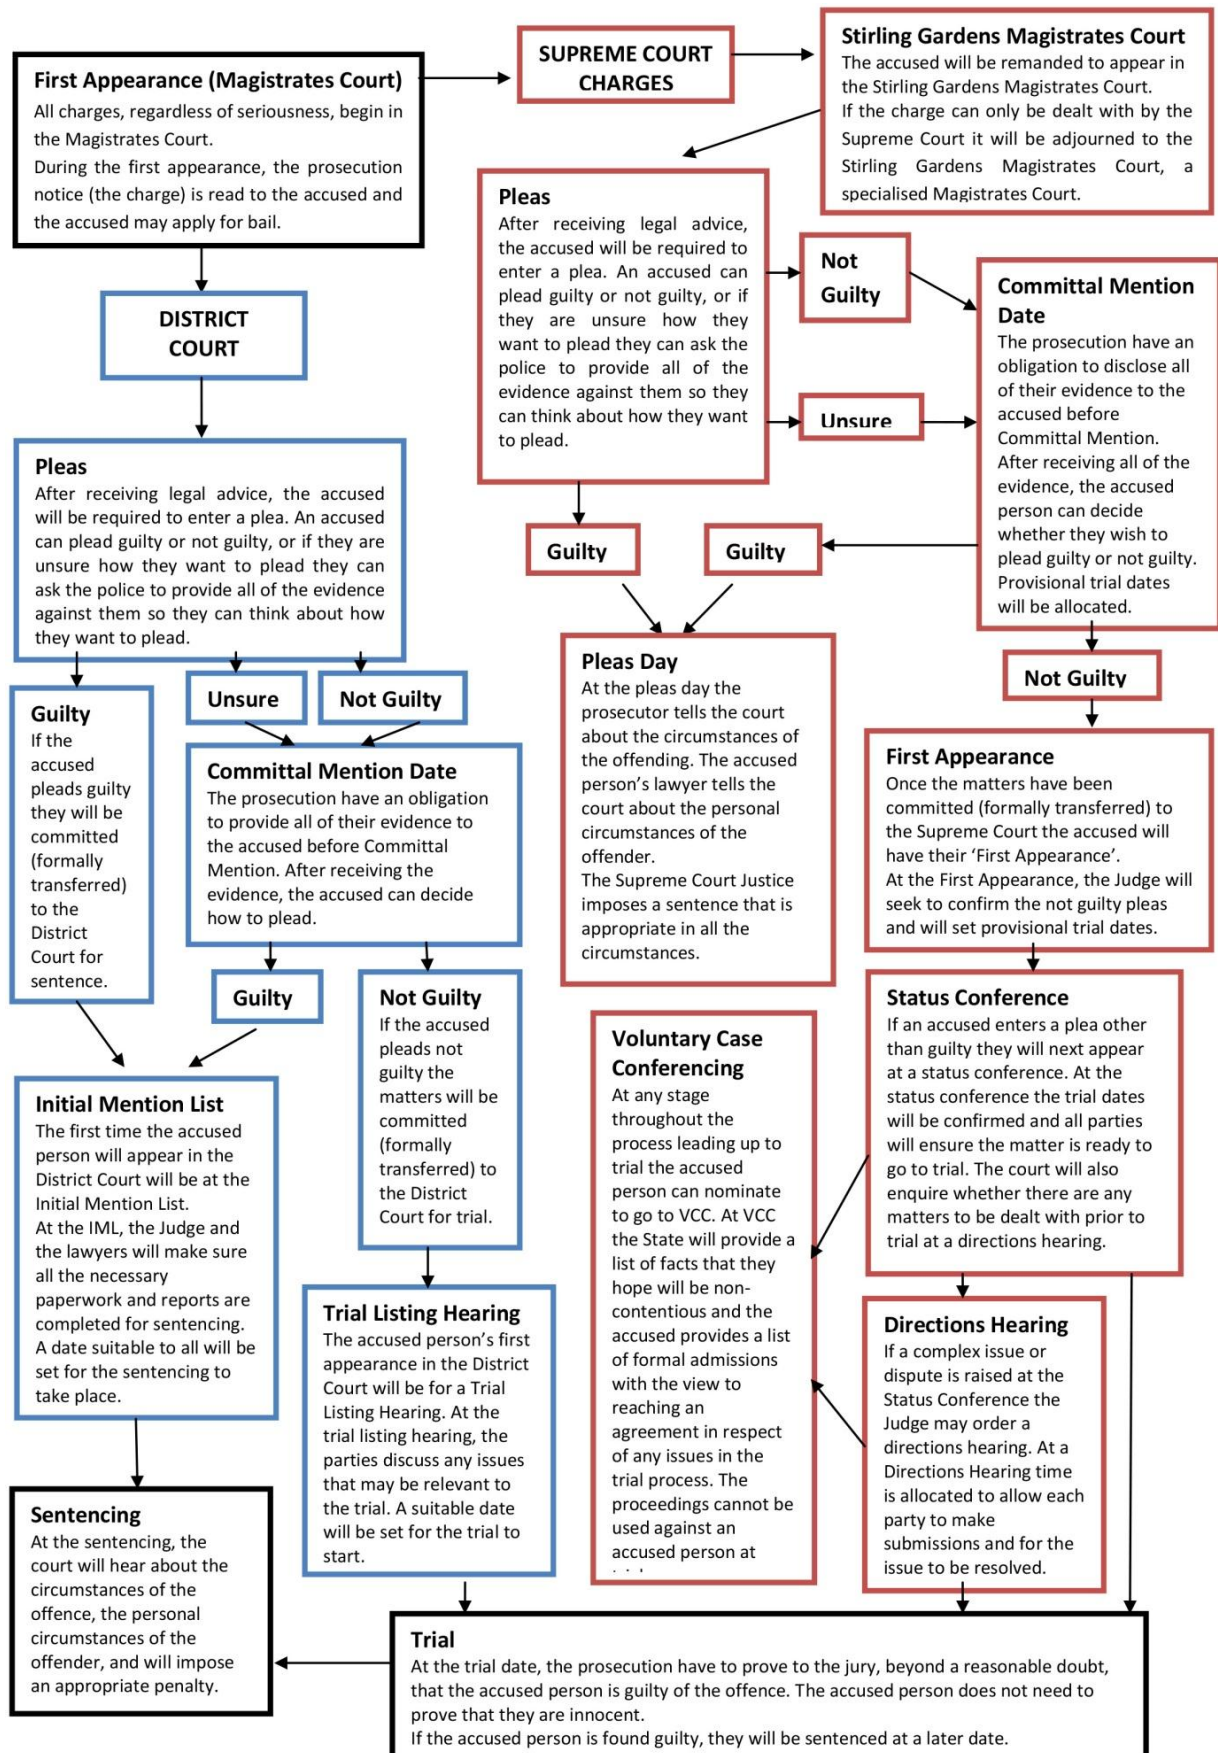 First Appearance (Magistrates Court)
All charges, regardless of seriousness, begin in
the Magistrates Court.
During the first appearance, the prosecution
notice (the charge) is read to the accused and
the accused may apply for bail.
SUPREME COURT
CHARGES
Stirling Gardens Magistrates Court
The accused will be remanded to appear in
the Stirling Gardens Magistrates Court.
If the charge can only be dealt with by the
Supreme Court it will be adjourned to the
Stirling Gardens Magistrates Court, a
specialised Magistrates Court.
DISTRICT
COURT
Pleas
After receiving legal advice,
the accused will be required to
enter a plea. An accused can
plead guilty or not guilty, or if
they are unsure how they
want to plead they can ask the
police to provide all of the
evidence against them so they
can think about how they want
to plead.
Not
Guilty
Unsure
Committal Mention
Date
The prosecution have an
obligation to disclose all
of their evidence to the
accused before
Committal Mention.
After receiving all of the
evidence, the accused
person can decide
whether they wish to
plead guilty or not guilty.
Provisional trial dates
will be allocated.
Guilty
Guilty
Not Guilty
Pleas
After receiving legal advice, the accused
will be required to enter a plea. An accused
can plead guilty or not guilty, or if they are
unsure how they want to plead they can
ask the police to provide all of the evidence
against them so they can think about how
they want to plead.
Guilty
If the
accused
pleads guilty
they will be
committed
(formally
transferred)
to the
District
Court for
sentence.
Unsure
Not Guilty
Committal Mention Date
The prosecution have an obligation
to provide all of their evidence to
the accused before Committal
Mention. After receiving the
evidence, the accused can decide
how to plead.
Guilty
Not Guilty
If the accused
pleads not
guilty the
matters will be
committed
(formally
transferred) to
the District
Court for trial.
Pleas Day
At the pleas day the
prosecutor tells the court
about the circumstances of
the offending. The accused
person's lawyer tells the
court about the personal
circumstances of the
offender.
The Supreme Court Justice
imposes a sentence that is
appropriate in all the
circumstances.
First Appearance
Once the matters have been
committed (formally transferred) to
the Supreme Court the accused will
have their ‘First Appearance’.
At the First Appearance, the Judge will
seek to confirm the not guilty pleas
and will set provisional trial dates.
Status Conference
If an accused enters a plea other
than guilty they will next appear
at a status conference. At the
status conference the trial dates
will be confirmed and all parties
will ensure the matter is ready to
go to trial. The court will also
enquire whether there are any
matters to be dealt with prior to
trial at a directions hearing.
Voluntary Case
Conferencing
At any stage
throughout the
process leading up to
trial the accused
person can nominate
to go to VCC. At VCC
the State will provide a
list of facts that they
hope will be non-
contentious and the
accused provides a list
of formal admissions
with the view to
reaching an
agreement in respect
of any issues in the
trial process. The
proceedings cannot be
used against an
accused person at
Directions Hearing
If a complex issue or
dispute is raised at the
Status Conference the
Judge may order a
directions hearing. At a
Directions Hearing time
is allocated to allow each
party to make
submissions and for the
issue to be resolved.
Initial Mention List
The first time the accused
person will appear in the
District Court will be at the
Initial Mention List.
At the IML, the Judge and
the lawyers will make sure
all the necessary
paperwork and reports are
completed for sentencing.
A date suitable to all will be
set for the sentencing to
take place.
Trial Listing Hearing
The accused person's first
appearance in the District
Court will be for a Trial
Listing Hearing. At the
trial listing hearing, the
parties discuss any issues
that may be relevant to
the trial. A suitable date
will be set for the trial to
start.
Sentencing
At the sentencing, the
court will hear about the
circumstances of the
offence, the personal
circumstances of the
offender, and will impose
an appropriate penalty.
Trial
At the trial date, the prosecution have to prove to the jury, beyond a reasonable doubt,
that the accused person is guilty of the offence. The accused person does not need to
prove that they are innocent.
If the accused person is found guilty, they will be sentenced at a later date.